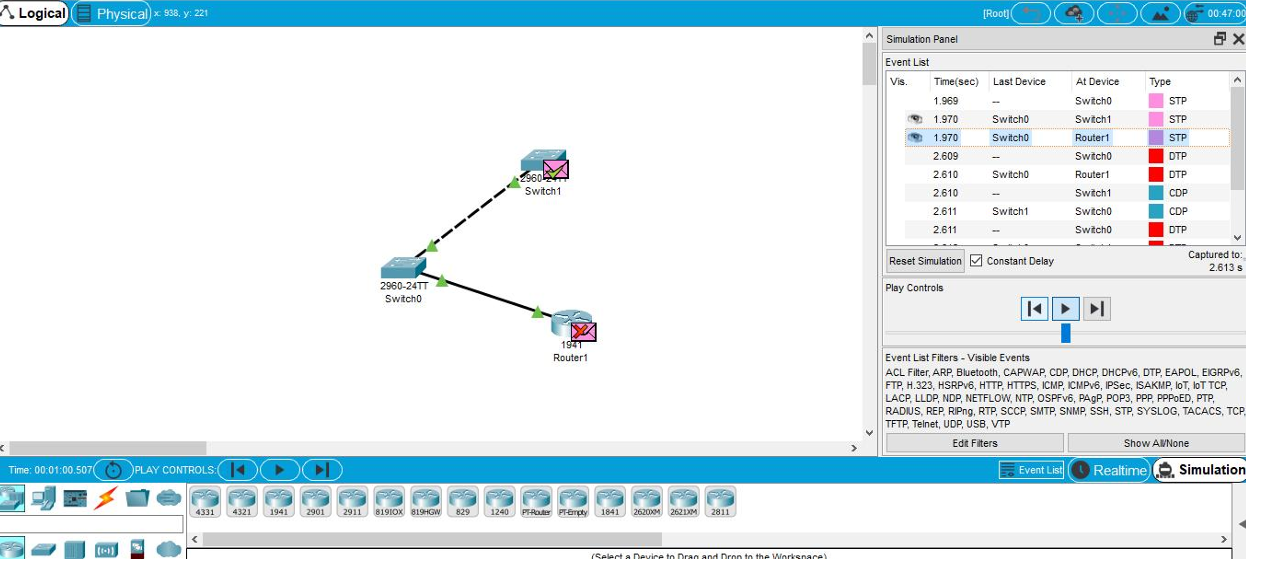 Logical Physical x: 938, y: 221 [Root] 00:47:00
Simulation Panel
Event List
Vis. Time(sec) Last Device At Device Type
1.969 -- Switch0 STP
1.970 Switch0 Switch1 STP
1.970 Switch0 Router1 STP
2.609 -- Switch0 DTP
2.610 Switch0 Router1 DTP
2.610 -- Switch1 CDP
2.611 Switch1 Switch0 CDP
2.611 -- Switch0 DTP
Reset Simulation Constant Delay Captured to:
2.613 s
Play Controls
Event List Filters - Visible Events
ACL Filter, ARP, Bluetooth, CAPWAP, CDP, DHCP, DHCPv6, DTP, EAPOL, EIGRPv6,
FTP, H.323, HSRPv6, HTTP, HTTPS, ICMP, ICMPv6, IPSec, ISAKMP, IoT, IoT TCP,
LACP, LLDP, NDP, NETFLOW, NTP, OSPFv6, PAgP, POP3, PPP, PPPoED, PTP,
RADIUS, REP, RIPng, RTP, SCCP, SMTP, SNMP, SSH, STP, SYSLOG, TACACS, TCP,
TFTP, Telnet, UDP, USB, VTP
Edit Filters Show All/None
2960-24TT
Switch1
2960-24TT
Switch0
1941
Router1
Time: 00:01:00.507 PLAY CONTROLS: Event List Realtime Simulation
4331 4321 1941 2901 2911 819IOX 819HGW 829 1240 PT-Router PT-Empty 1841 2620XM 2621XM 2811
(Select a Device to Drag and Drop to the Workspace)